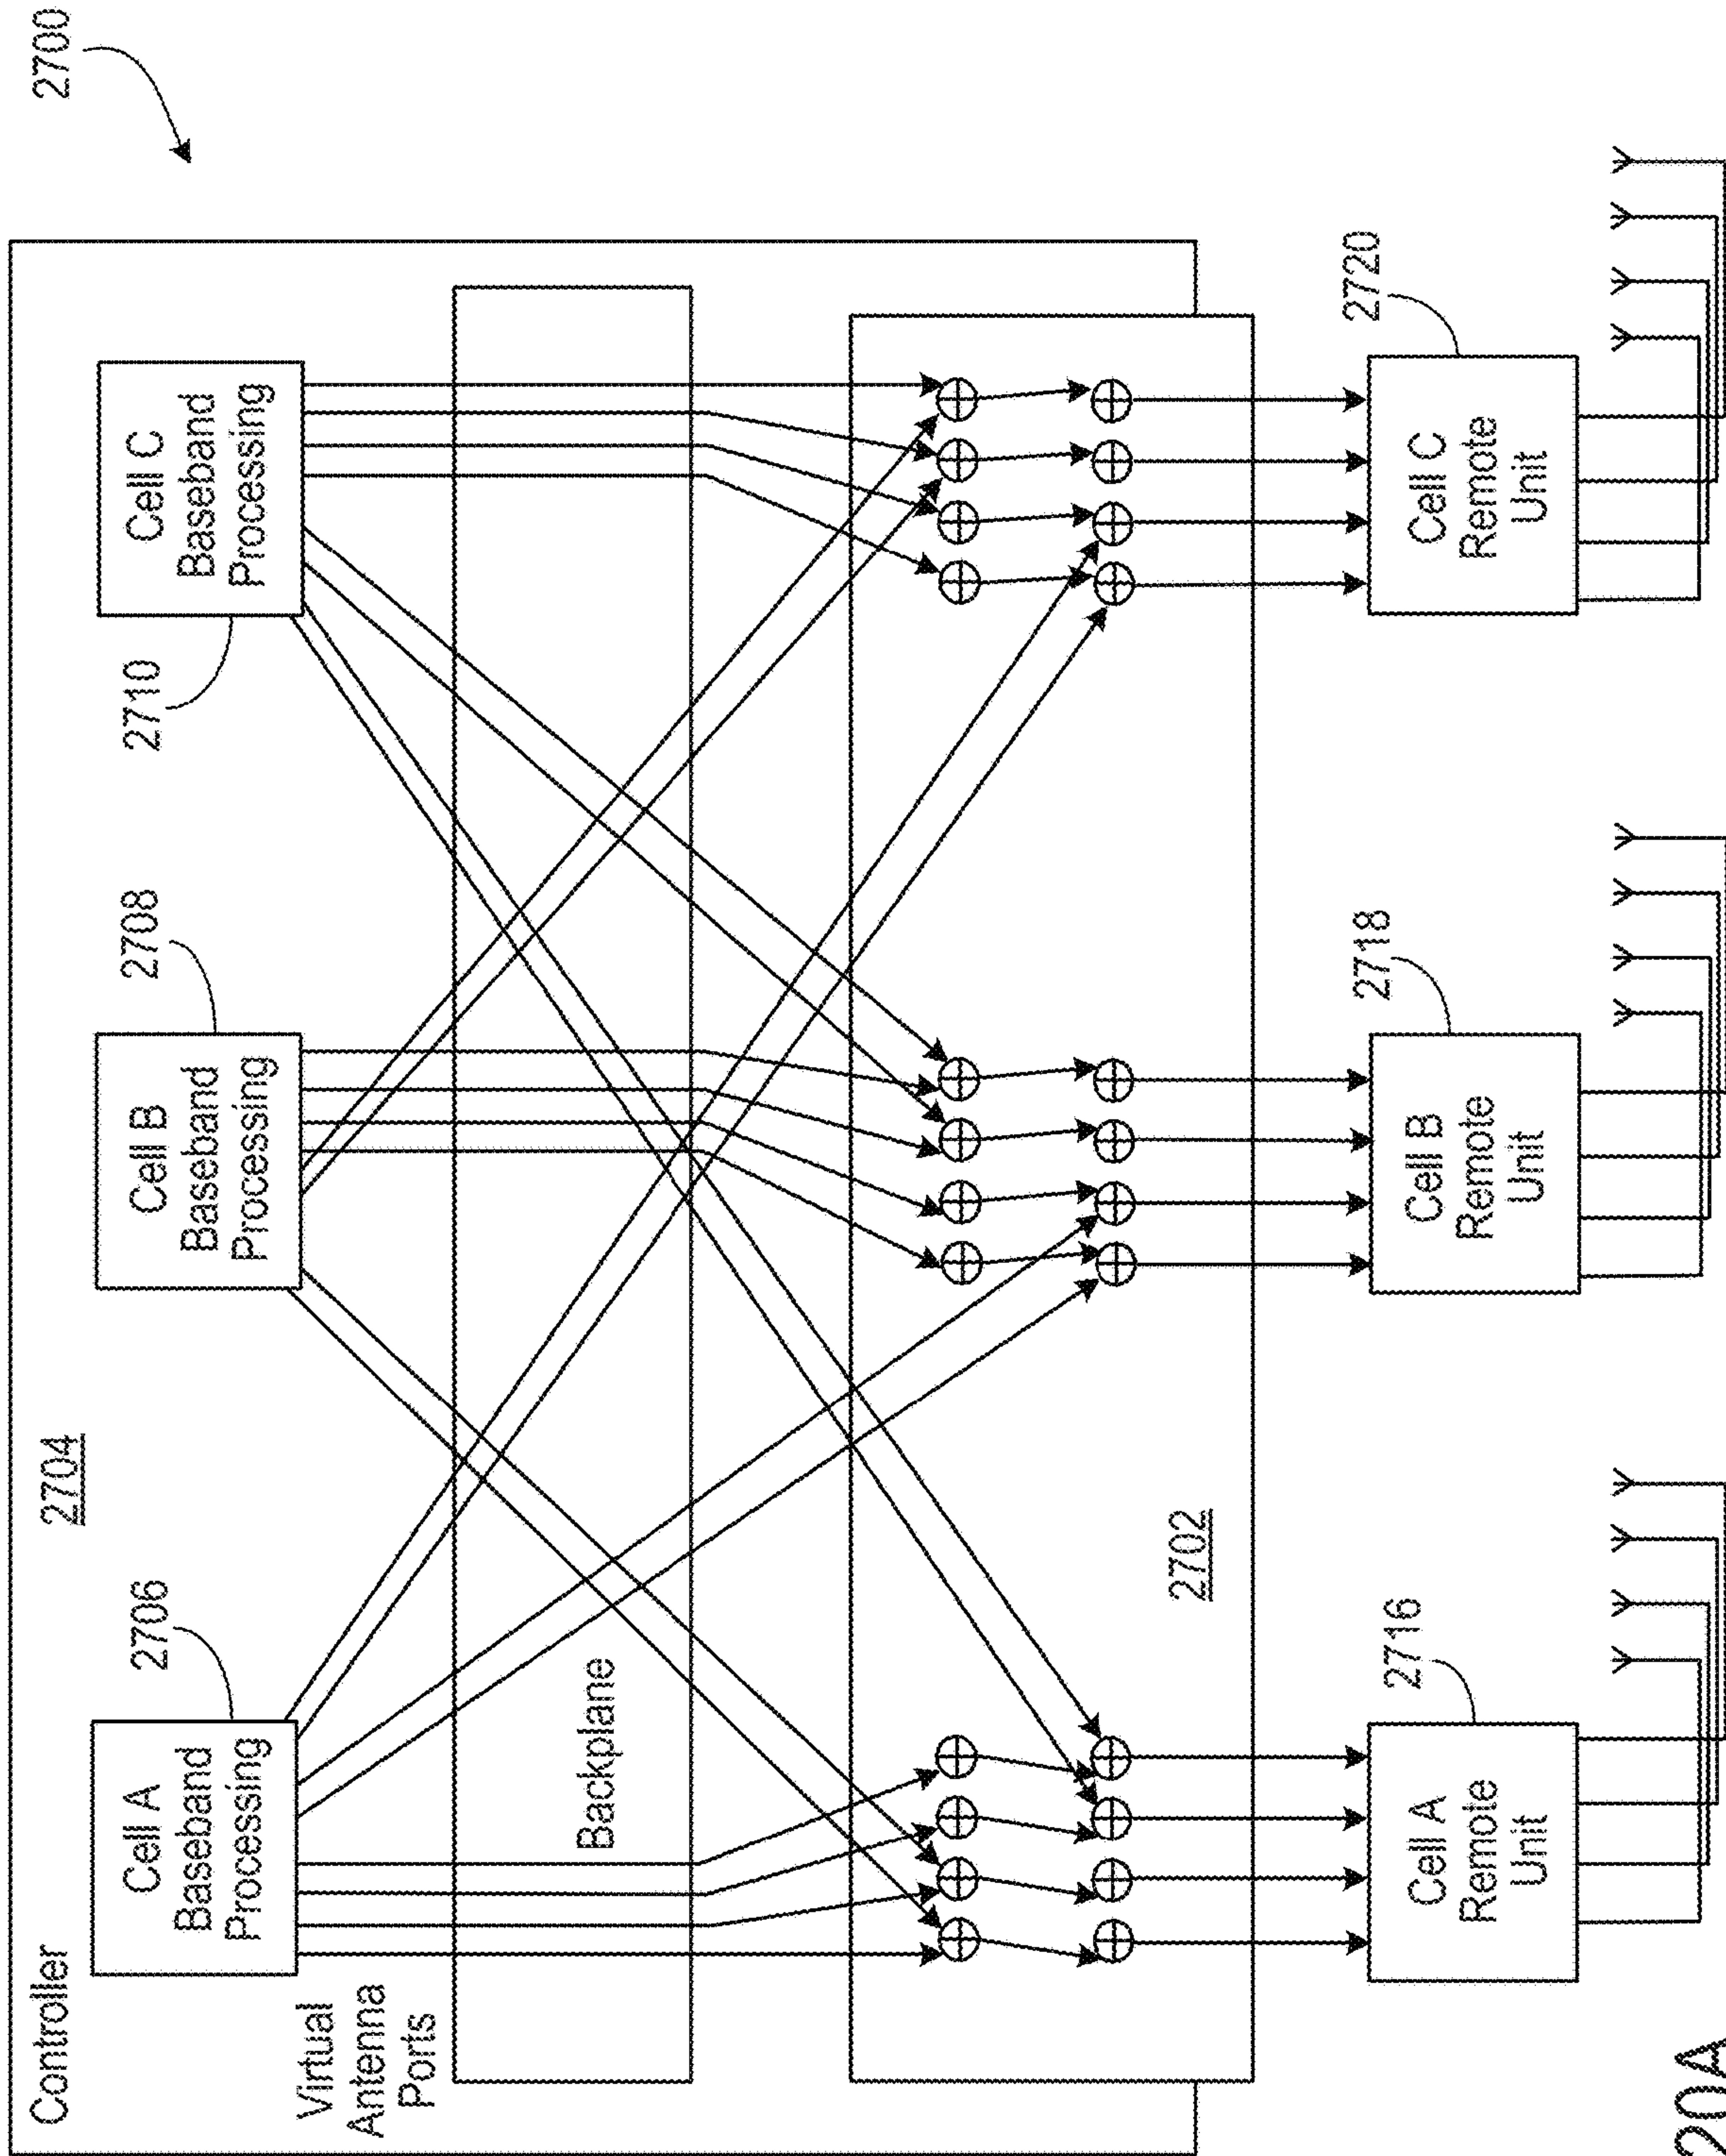 2700
Controller
2704
Cell A
Baseband
Processing
2706
Cell B
Baseband
Processing
2708
Cell C
Baseband
Processing
2710
Virtual
Antenna
Ports
Backplane
2702
Cell A
Remote
Unit
2716
Cell B
Remote
Unit
2718
Cell C
Remote
Unit
2720
20A